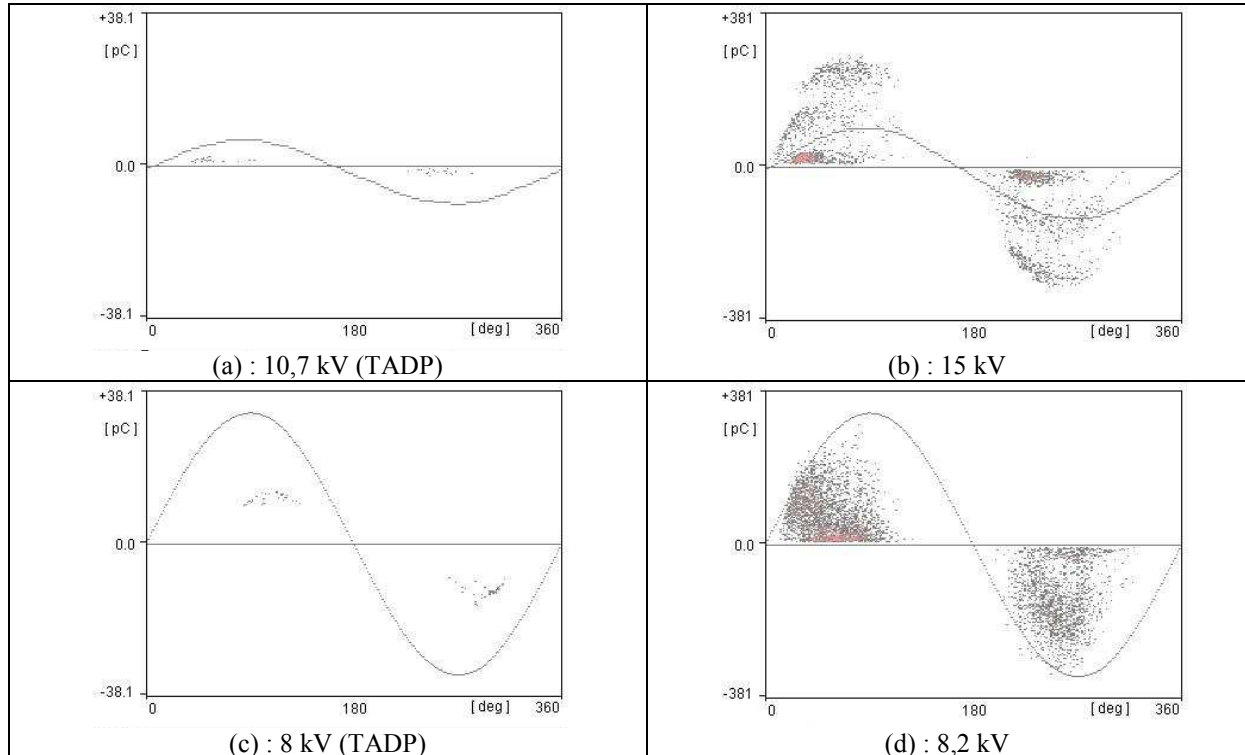 +38.1
[pC]
0.0
-38.1
0
180
[deg]
360
(a) : 10,7 kV (TADP)
+381
[pC]
0.0
-381
0
180
[deg]
360
(b) : 15 kV
+38.1
[pC]
0.0
-38.1
0
180
[deg]
360
(c) : 8 kV (TADP)
+381
[pC]
0.0
-381
0
180
[deg]
360
(d) : 8,2 kV